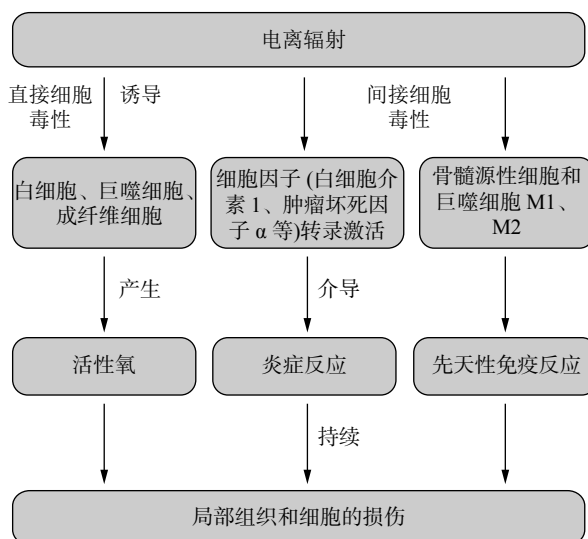 电离辐射
直接细胞
毒性
诱导
间接细胞
毒性
白细胞、巨噬细胞、
成纤维细胞
细胞因子 (白细胞介
素 1、肿瘤坏死因
子 α 等)转录激活
骨髓源性细胞和
巨噬细胞 M1、
M2
产生
介导
活性氧
炎症反应
先天性免疫反应
持续
局部组织和细胞的损伤